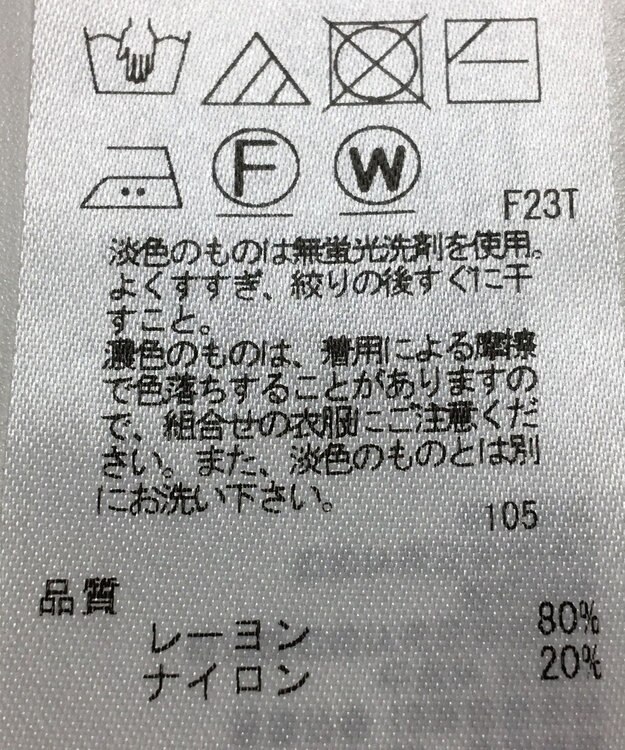 F
W
F23T
淡色のものは無蛍光洗剤を使用。
よくすすぎ、絞りの後すぐに干
すこと。
濃色のものは、着用による摩擦
で色落ちすることがありますの
で、組合せの衣服にご注意くだ
さい。また、淡色のものとは別
にお洗い下さい。
105
品質
レーヨン 80%
ナイロン 20%